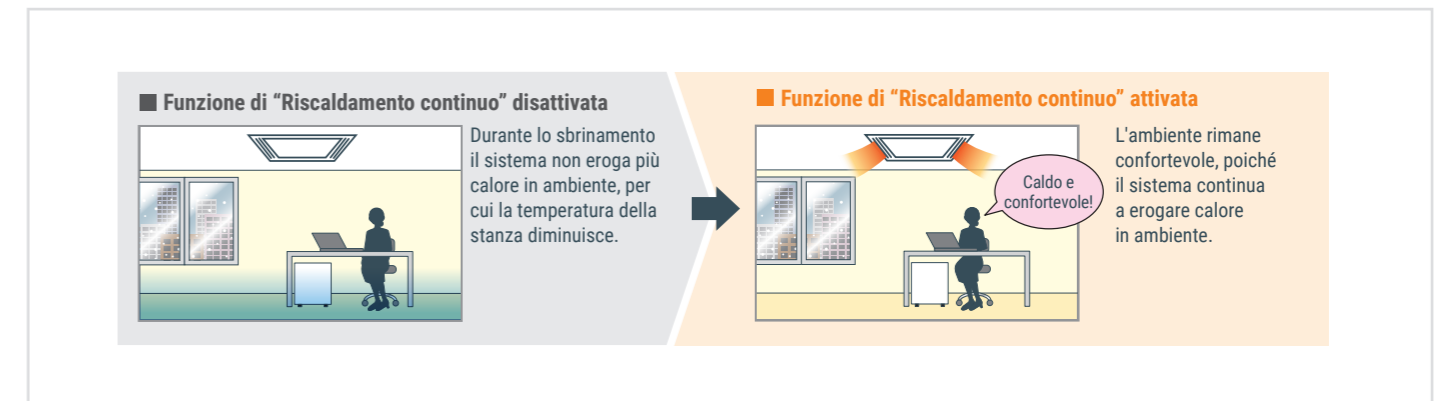 ■ Funzione di “Riscaldamento continuo” disattivata
Durante lo sbrinamento
il sistema non eroga più
calore in ambiente, per
cui la temperatura della
stanza diminuisce.
■ Funzione di “Riscaldamento continuo” attivata
Caldo e
confortevole!
L'ambiente rimane
confortevole, poiché
il sistema continua
a erogare calore
in ambiente.